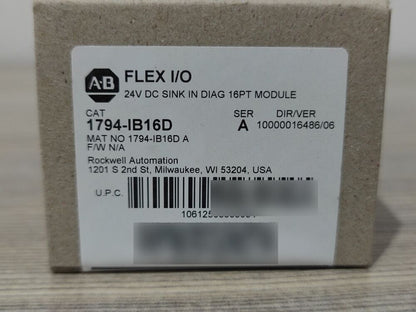 A-B
FLEX I/O
24V DC SINK IN DIAG 16PT MODULE
CAT
1794-IB16D
SER
A
DIR/VER
10000016486/06
MAT NO 1794-IB16D A
F/W N/A
Rockwell Automation
1201 S 2nd St, Milwaukee, WI 53204, USA
U.P.C.